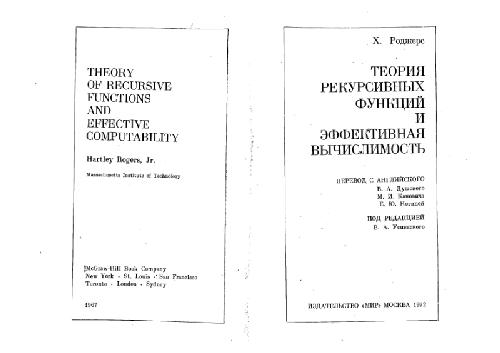 THEORY
OF RECURSIVE
FUNCTIONS
AND
EFFECTIVE
COMPUTABILITY
Hartley Rogers, Jr.
Massachusetts Institute of Technology
McGraw-Hill Book Company
New York · St. Louis · San Francisco
Toronto · London · Sydney
1967
Х. Роджерс
ТЕОРИЯ
РЕКУРСИВНЫХ
ФУНКЦИЙ
И
ЭФФЕКТИВНАЯ
ВЫЧИСЛИМОСТЬ
ПЕРЕВОД С АНГЛИЙСКОГО
В. А. Душского
М. И. Кановича
Е. Ю. Ногиной
ПОД РЕДАКЦИЕЙ
В. А. Успенского
ИЗДАТЕЛЬСТВО «МИР» МОСКВА 1972